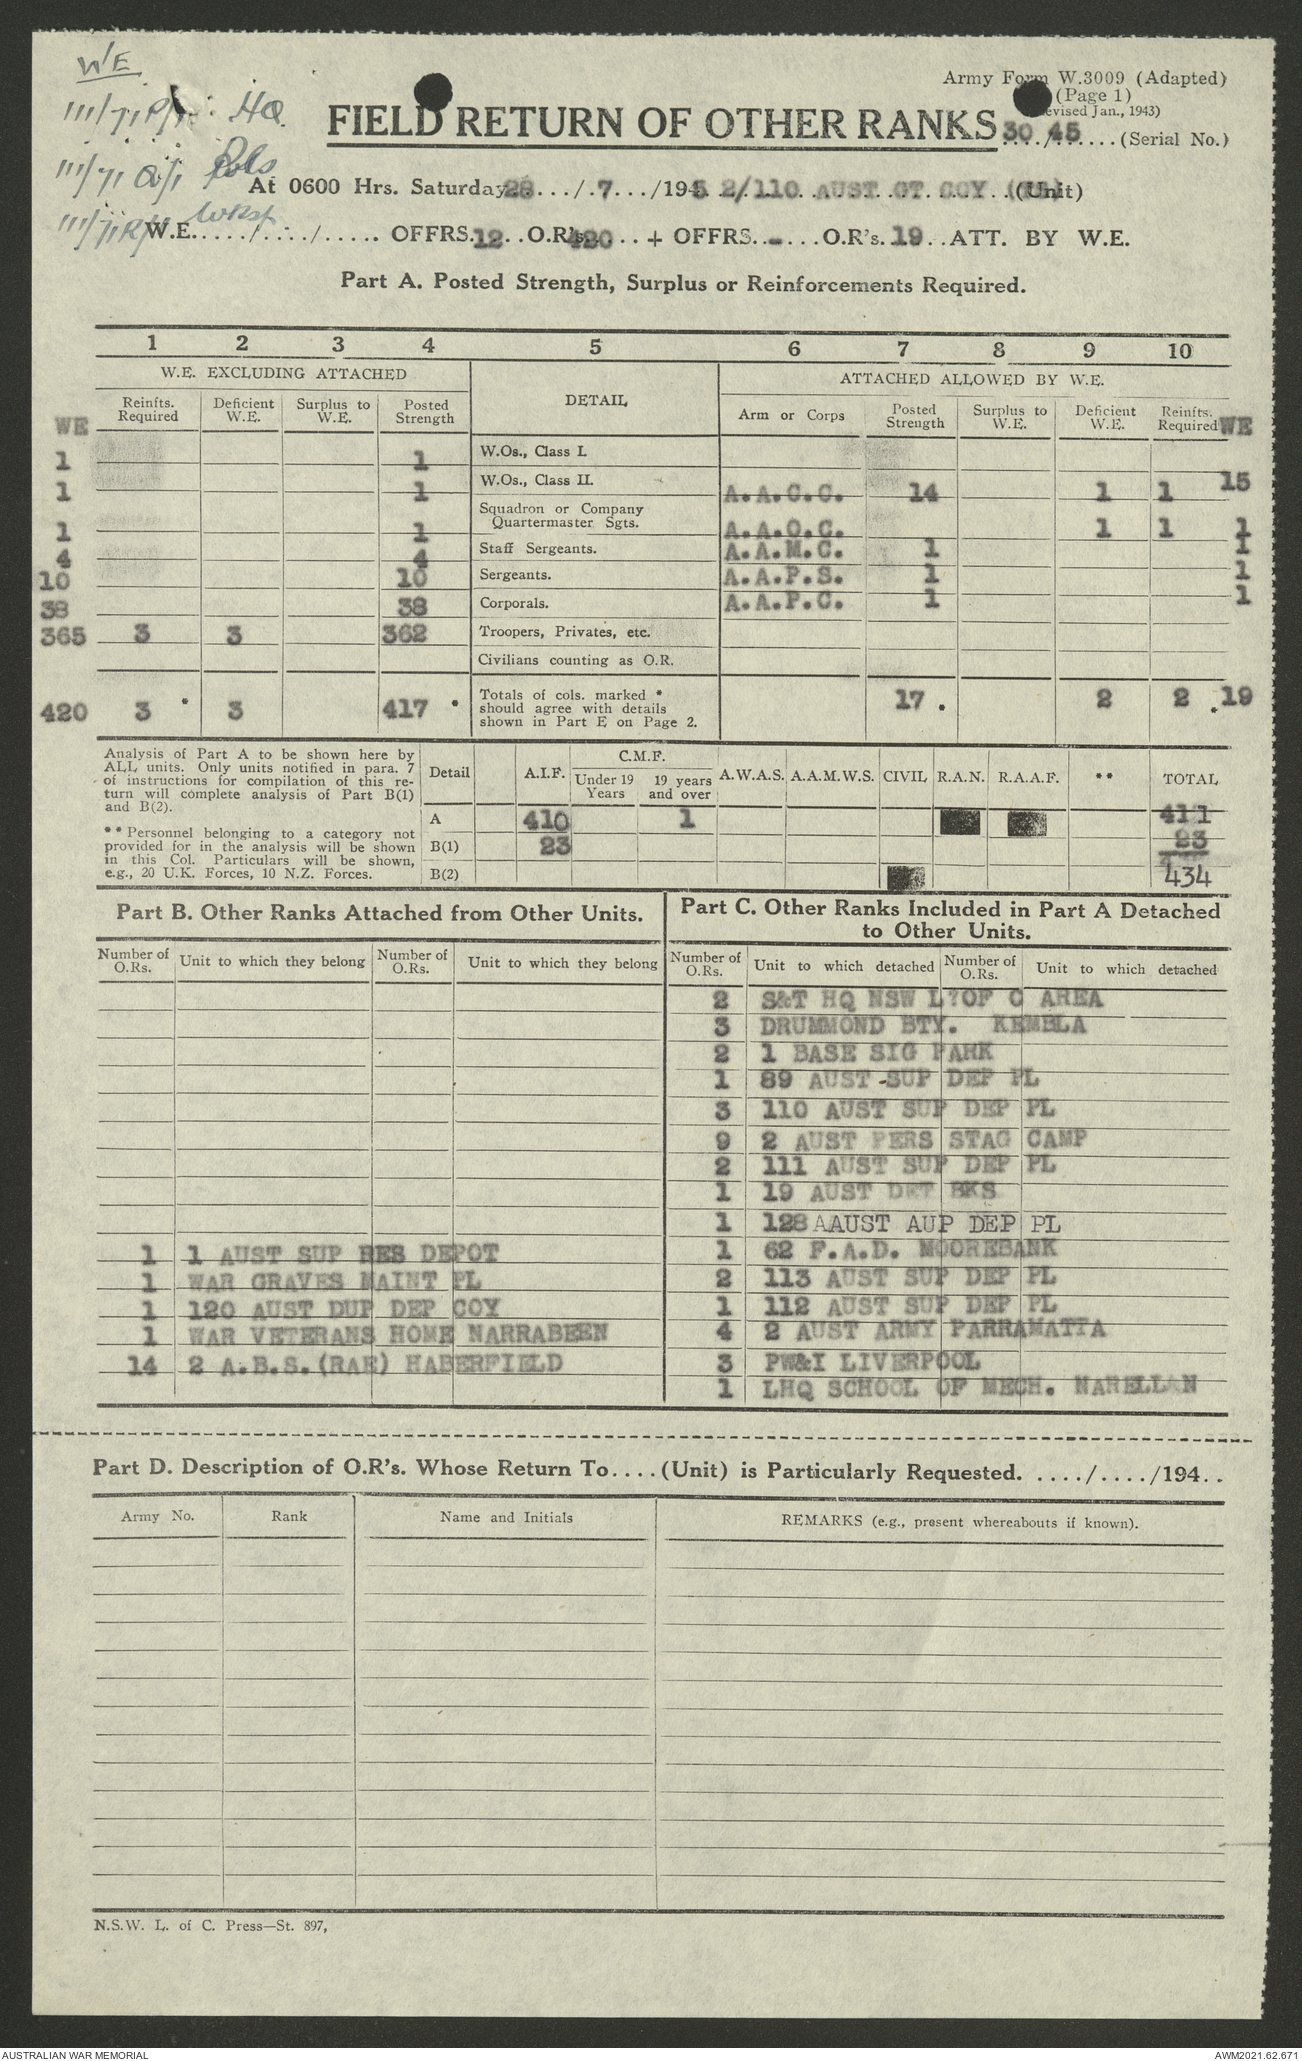 W/E
111/71R/1 HQ
Army Form W.3009 (Adapted)
(Page 1)
evised Jan., 1943)
FIELD RETURN OF OTHER RANKS 30/45 (Serial No.)
111/71 Q/1 Pls
At 0600 Hrs. Saturday 28.../.7.../1945 2/110 AUST GT COY (Unit)
Wksp
W.E...../..../..... OFFRS.12..O.R's.420...+ OFFRS..-...O.R's.19..ATT. BY W.E.
Part A. Posted Strength, Surplus or Reinforcements Required.
1 2 3 4 5 6 7 8 9 10
W.E. EXCLUDING ATTACHED DETAIL ATTACHED ALLOWED BY W.E.
WE Reinfts. Required Deficient W.E. Surplus to W.E. Posted Strength Arm or Corps Posted Strength Surplus to W.E. Deficient W.E. Reinfts. Required WE
1 1 W.Os., Class I.
1 1 W.Os., Class II. A.A.C.C. 14 1 1 15
1 1 Squadron or Company Quartermaster Sgts. A.A.O.C. 1 1 1
4 4 Staff Sergeants. A.A.M.C. 1 1
10 10 Sergeants. A.A.P.S. 1 1
38 38 Corporals. A.A.P.C. 1 1
365 3 3 362 Troopers, Privates, etc.
Civilians counting as O.R.
420 3 * 3 417 * Totals of cols. marked * should agree with details shown in Part E on Page 2. 17 . 2 2 . 19
Analysis of Part A to be shown here by
ALL units. Only units notified in para. 7
of instructions for compilation of this re-
turn will complete analysis of Part B(1)
and B(2).
** Personnel belonging to a category not
provided for in the analysis will be shown
in this Col. Particulars will be shown,
e.g., 20 U.K. Forces, 10 N.Z. Forces.
C.M.F.
Detail A.I.F. Under 19 Years 19 years and over A.W.A.S. A.A.M.W.S. CIVIL R.A.N. R.A.A.F. ** TOTAL
A 410 1 411
B(1) 23 23
B(2) 434
Part B. Other Ranks Attached from Other Units.
Number of O.Rs. Unit to which they belong Number of O.Rs. Unit to which they belong
1 1 AUST SUP RES DEPOT
1 WAR GRAVES MAINT PL
1 120 AUST DUP DEP COY
1 WAR VETERANS HOME NARRABEEN
14 2 A.B.S.(RAE) HABERFIELD
Part C. Other Ranks Included in Part A Detached
to Other Units.
Number of O.Rs. Unit to which detached Number of O.Rs. Unit to which detached
2 S&T HQ NSW L?OF C AREA
3 DRUMMOND BTY. KEMBLA
2 1 BASE SIG PARK
1 89 AUST SUP DEP PL
3 110 AUST SUP DEP PL
9 2 AUST PERS STAG CAMP
2 111 AUST SUP DEP PL
1 19 AUST DET BKS
1 128 AAUST AUP DEP PL
1 62 F.A.D. MOOREBANK
2 113 AUST SUP DEP PL
1 112 AUST SUP DEP PL
4 2 AUST ARMY PARRAMATTA
3 PW&I LIVERPOOL
1 LHQ SCHOOL OF MECH. NARELLAN
Part D. Description of O.R's. Whose Return To....(Unit) is Particularly Requested. ..../..../194..
Army No. Rank Name and Initials REMARKS (e.g., present whereabouts if known).
N.S.W. L. of C. Press—St. 897,
AUSTRALIAN WAR MEMORIAL AWM2021.62.671